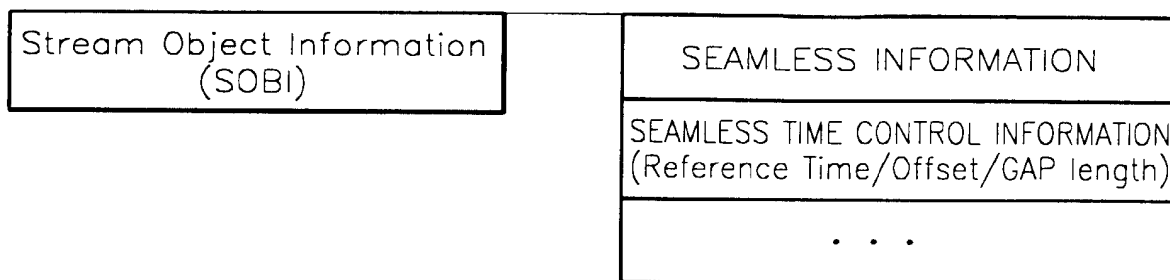 Stream Object Information
(SOBI)
SEAMLESS INFORMATION
SEAMLESS TIME CONTROL INFORMATION
(Reference Time/Offset/GAP length)
. . .